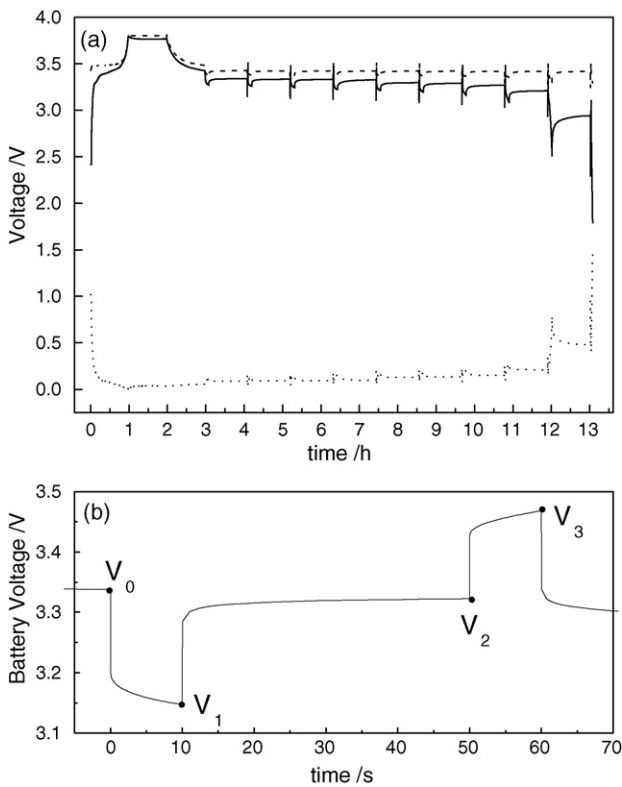 (a)
Voltage /V
4.0
3.5
3.0
2.5
2.0
1.5
1.0
0.5
0.0
0 1 2 3 4 5 6 7 8 9 10 11 12 13
time /h
(b)
Battery Voltage /V
3.5
3.4
3.3
3.2
3.1
V0
V1
V2
V3
0 10 20 30 40 50 60 70
time /s